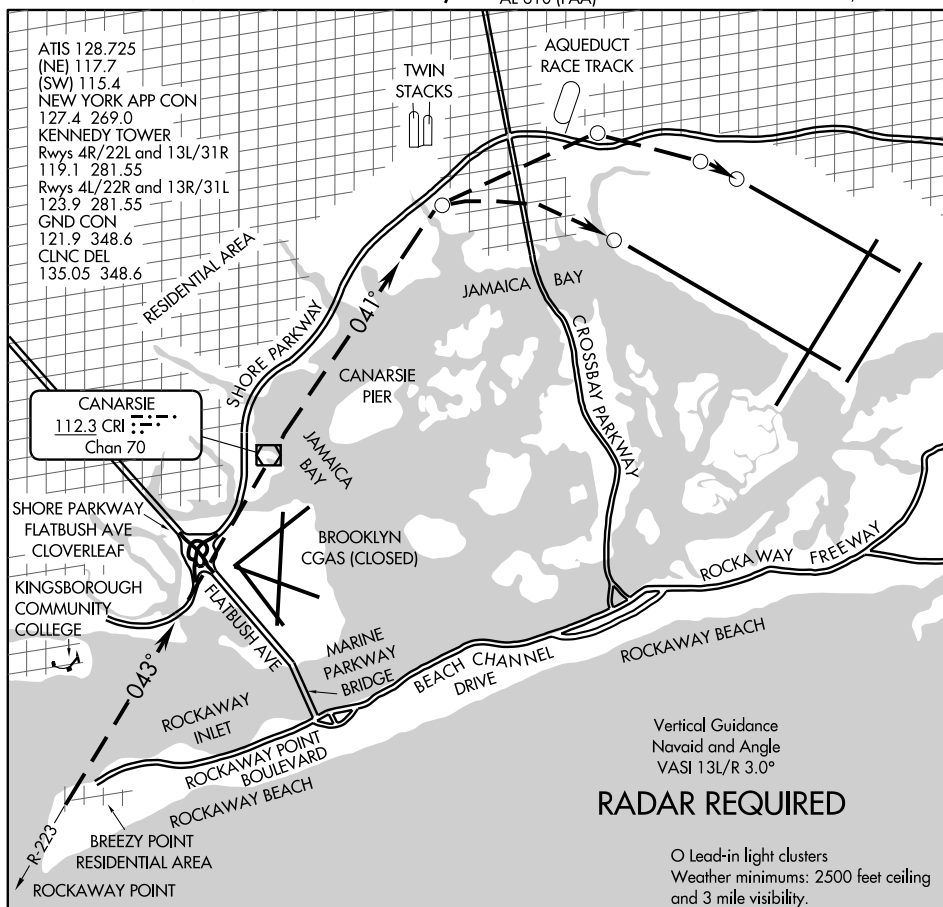 AL-610 (FAA)
ATIS 128.725
(NE) 117.7
(SW) 115.4
NEW YORK APP CON
127.4 269.0
KENNEDY TOWER
Rwys 4R/22L and 13L/31R
119.1 281.55
Rwys 4L/22R and 13R/31L
123.9 281.55
GND CON
121.9 348.6
CLNC DEL
135.05 348.6
TWIN
STACKS
AQUEDUCT
RACE TRACK
RESIDENTIAL AREA
SHORE PARKWAY
041°
JAMAICA BAY
CROSSBAY PARKWAY
CANARSIE
PIER
CANARSIE
112.3 CRI
Chan 70
JAMAICA
BAY
SHORE PARKWAY
FLATBUSH AVE
CLOVERLEAF
BROOKLYN
CGAS (CLOSED)
KINGSBOROUGH
COMMUNITY
COLLEGE
FLATBUSH AVE
043°
MARINE
PARKWAY
BRIDGE
BEACH CHANNEL
DRIVE
ROCKAWAY FREEWAY
ROCKAWAY BEACH
ROCKAWAY
INLET
ROCKAWAY POINT
BOULEVARD
ROCKAWAY BEACH
R-223
BREEZY POINT
RESIDENTIAL AREA
ROCKAWAY POINT
Vertical Guidance
Navaid and Angle
VASI 13L/R 3.0°
RADAR REQUIRED
O Lead-in light clusters
Weather minimums: 2500 feet ceiling
and 3 mile visibility.